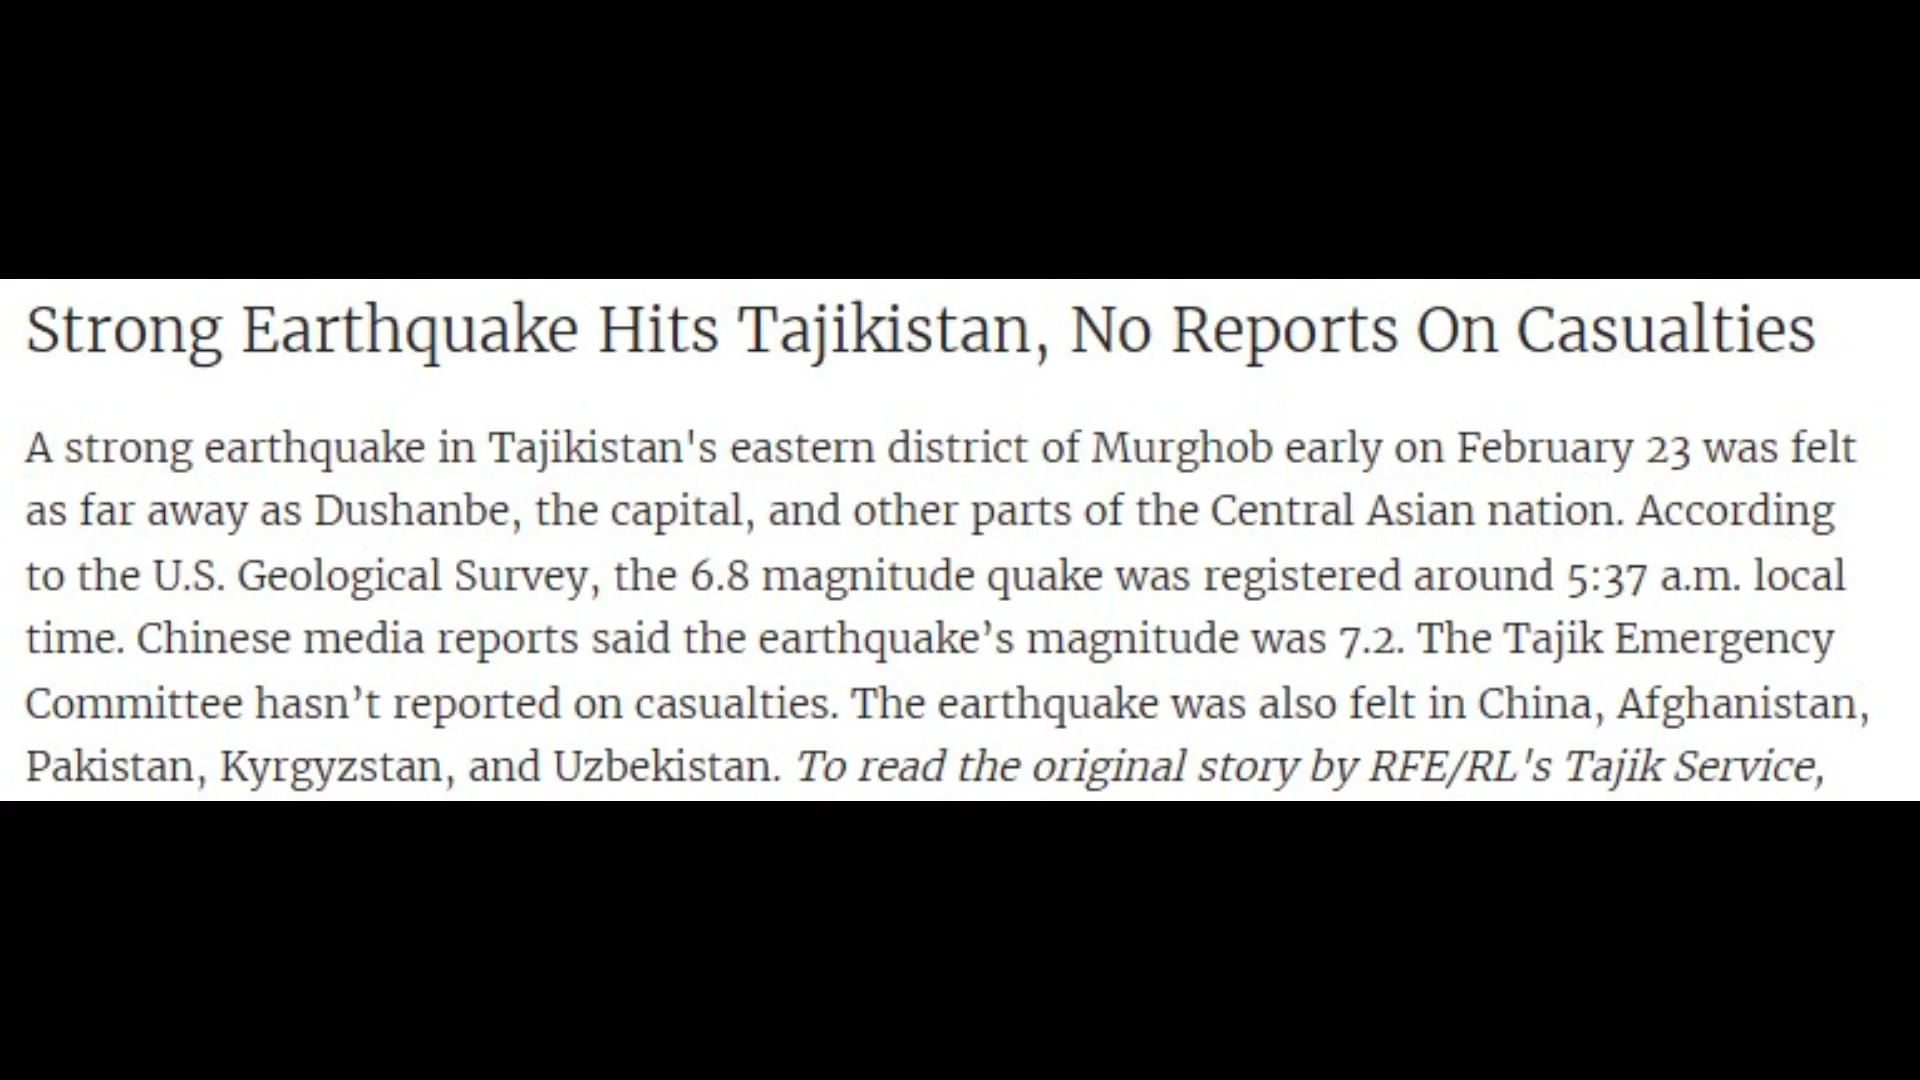 Strong Earthquake Hits Tajikistan, No Reports On Casualties
A strong earthquake in Tajikistan's eastern district of Murghob early on February 23 was felt
as far away as Dushanbe, the capital, and other parts of the Central Asian nation. According
to the U.S. Geological Survey, the 6.8 magnitude quake was registered around 5:37 a.m. local
time. Chinese media reports said the earthquake’s magnitude was 7.2. The Tajik Emergency
Committee hasn’t reported on casualties. The earthquake was also felt in China, Afghanistan,
Pakistan, Kyrgyzstan, and Uzbekistan. To read the original story by RFE/RL's Tajik Service,